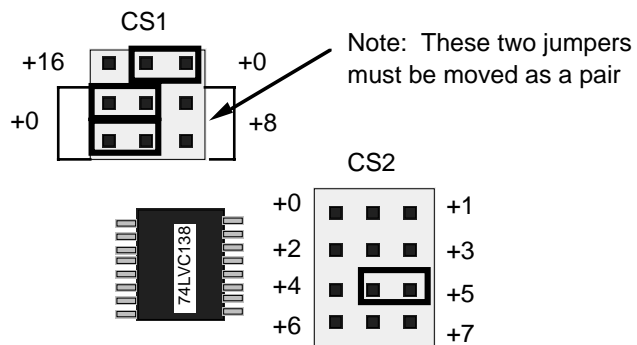 CS1
+16
+0
Note: These two jumpers
must be moved as a pair
+0
+8
CS2
74LVC138
+0
+1
+2
+3
+4
+5
+6
+7